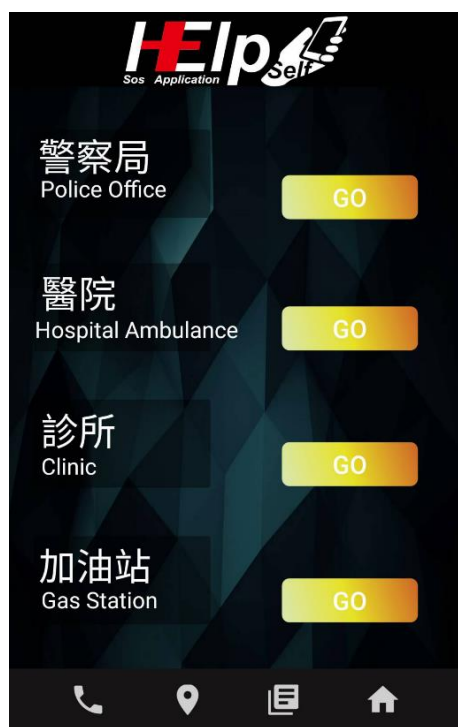 HElp
Self
Sos Application
警察局
Police Office
GO
醫院
Hospital Ambulance
GO
診所
Clinic
GO
加油站
Gas Station
GO